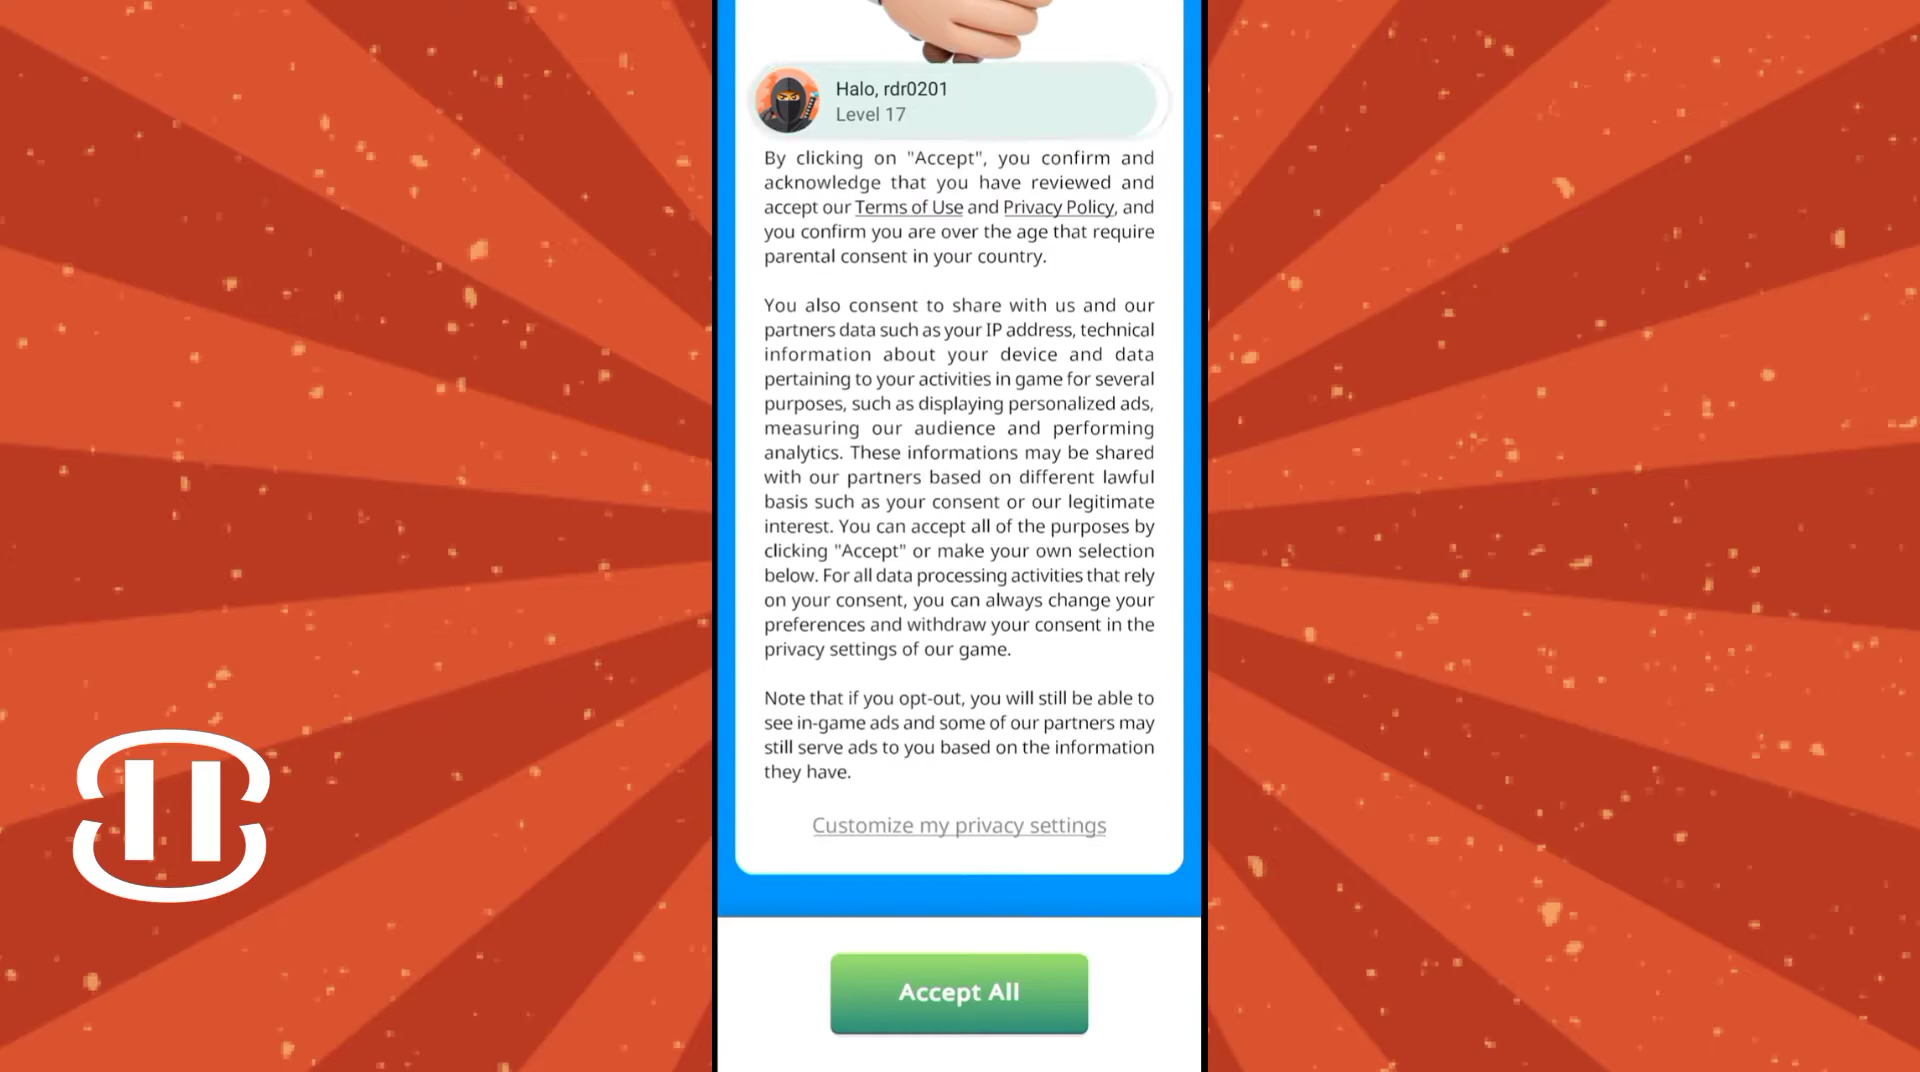 Halo, rdr0201
Level 17
By clicking on "Accept", you confirm and
acknowledge that you have reviewed and
accept our Terms of Use and Privacy Policy, and
you confirm you are over the age that require
parental consent in your country.
You also consent to share with us and our
partners data such as your IP address, technical
information about your device and data
pertaining to your activities in game for several
purposes, such as displaying personalized ads,
measuring our audience and performing
analytics. These informations may be shared
with our partners based on different lawful
basis such as your consent or our legitimate
interest. You can accept all of the purposes by
clicking "Accept" or make your own selection
below. For all data processing activities that rely
on your consent, you can always change your
preferences and withdraw your consent in the
privacy settings of our game.
Note that if you opt-out, you will still be able to
see in-game ads and some of our partners may
still serve ads to you based on the information
they have.
Customize my privacy settings
Accept All